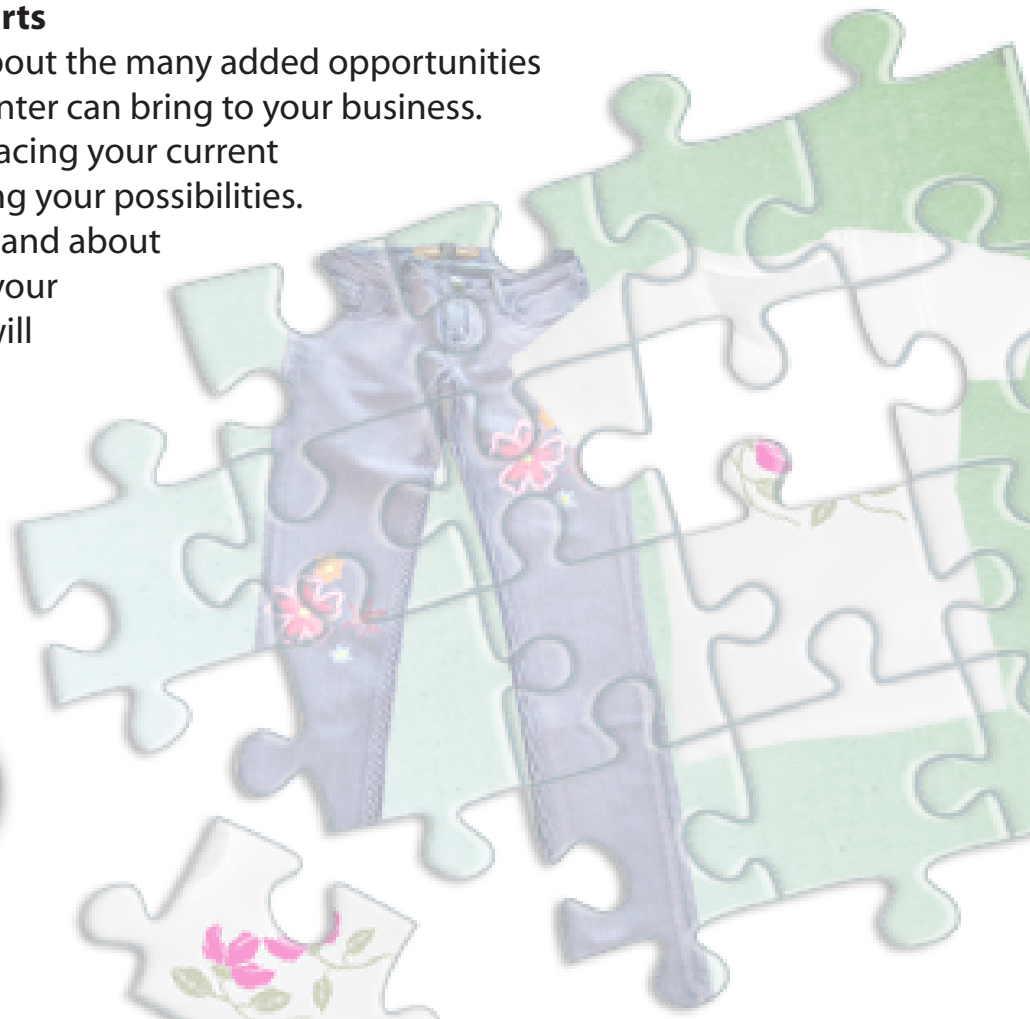 rts
bout the many added opportunities
nter can bring to your business.
acing your current
ng your possibilities.
and about
your
vill